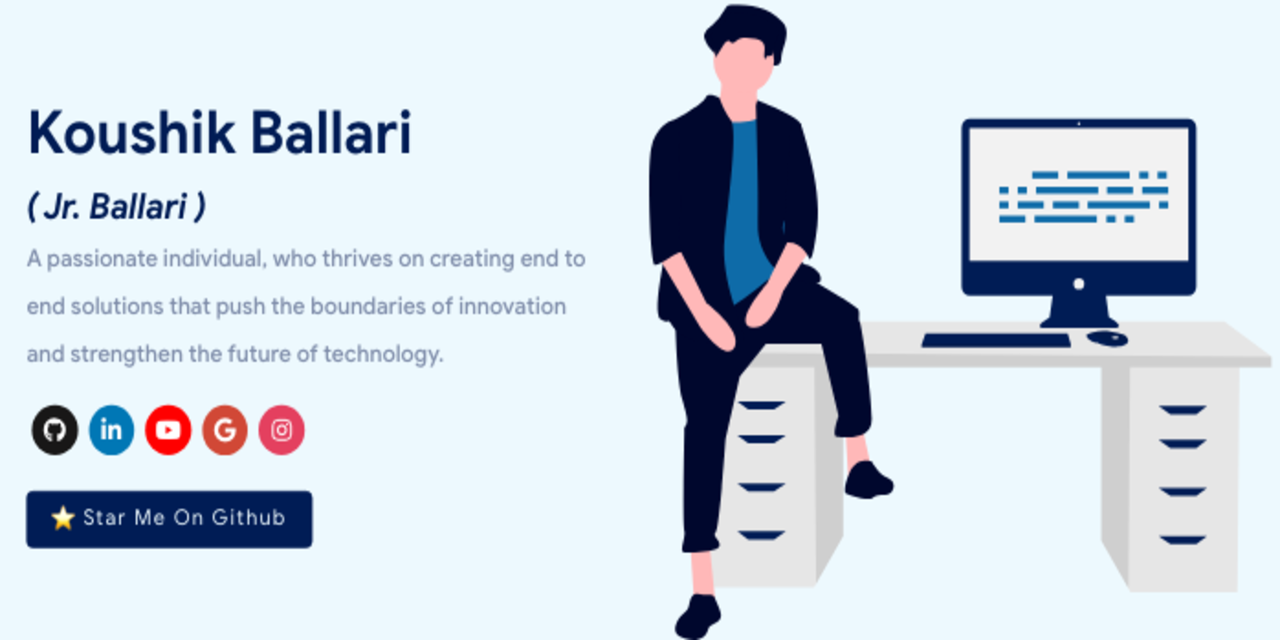 Koushik Ballari
( Jr. Ballari )
A passionate individual, who thrives on creating end to
end solutions that push the boundaries of innovation
and strengthen the future of technology.
in
G
⭐ Star Me On Github